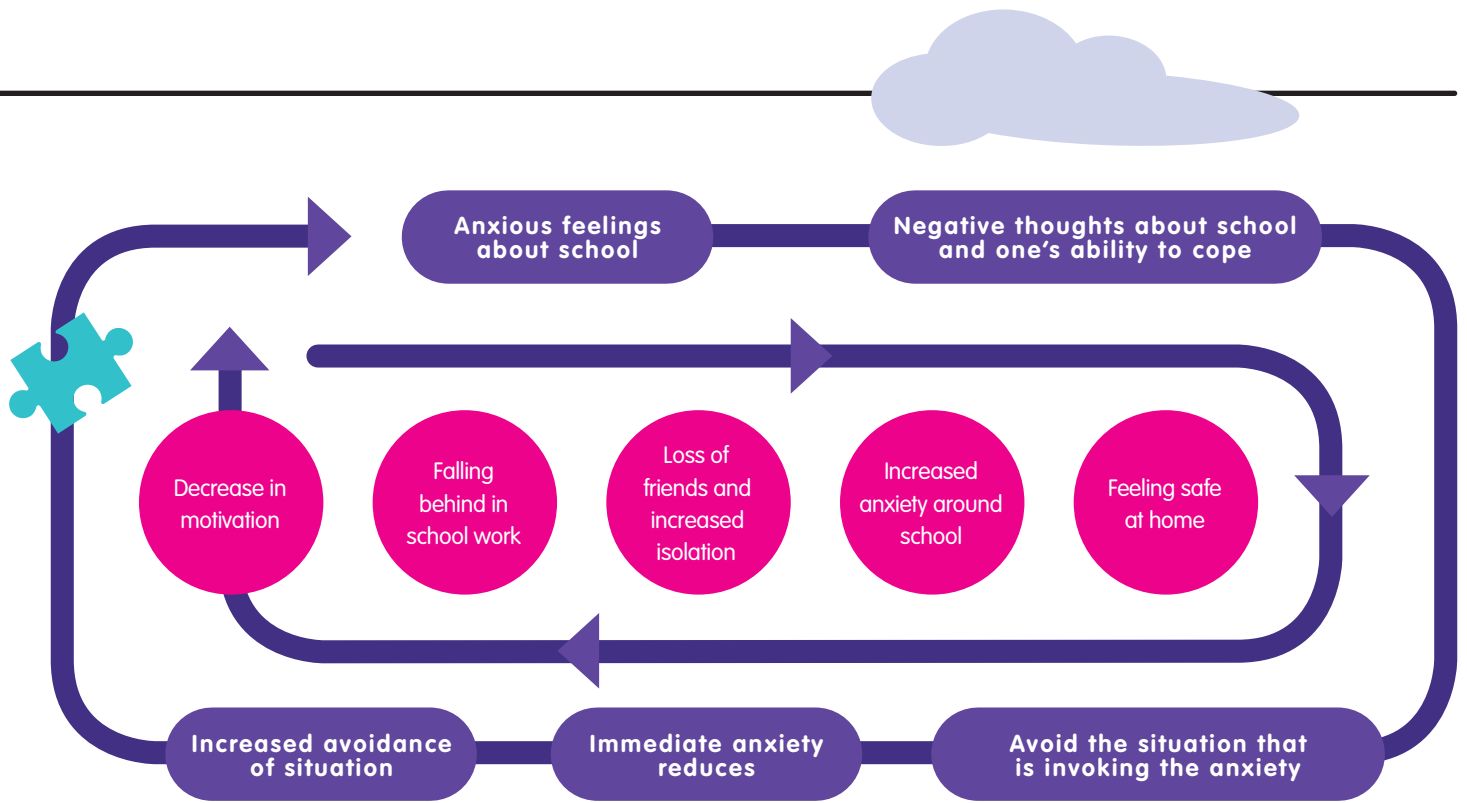 Anxious feelings
about school
Negative thoughts about school
and one's ability to cope
Decrease in
motivation
Falling
behind in
school work
Loss of
friends and
increased
isolation
Increased
anxiety around
school
Feeling safe
at home
Increased avoidance
of situation
Immediate anxiety
reduces
Avoid the situation that
is invoking the anxiety